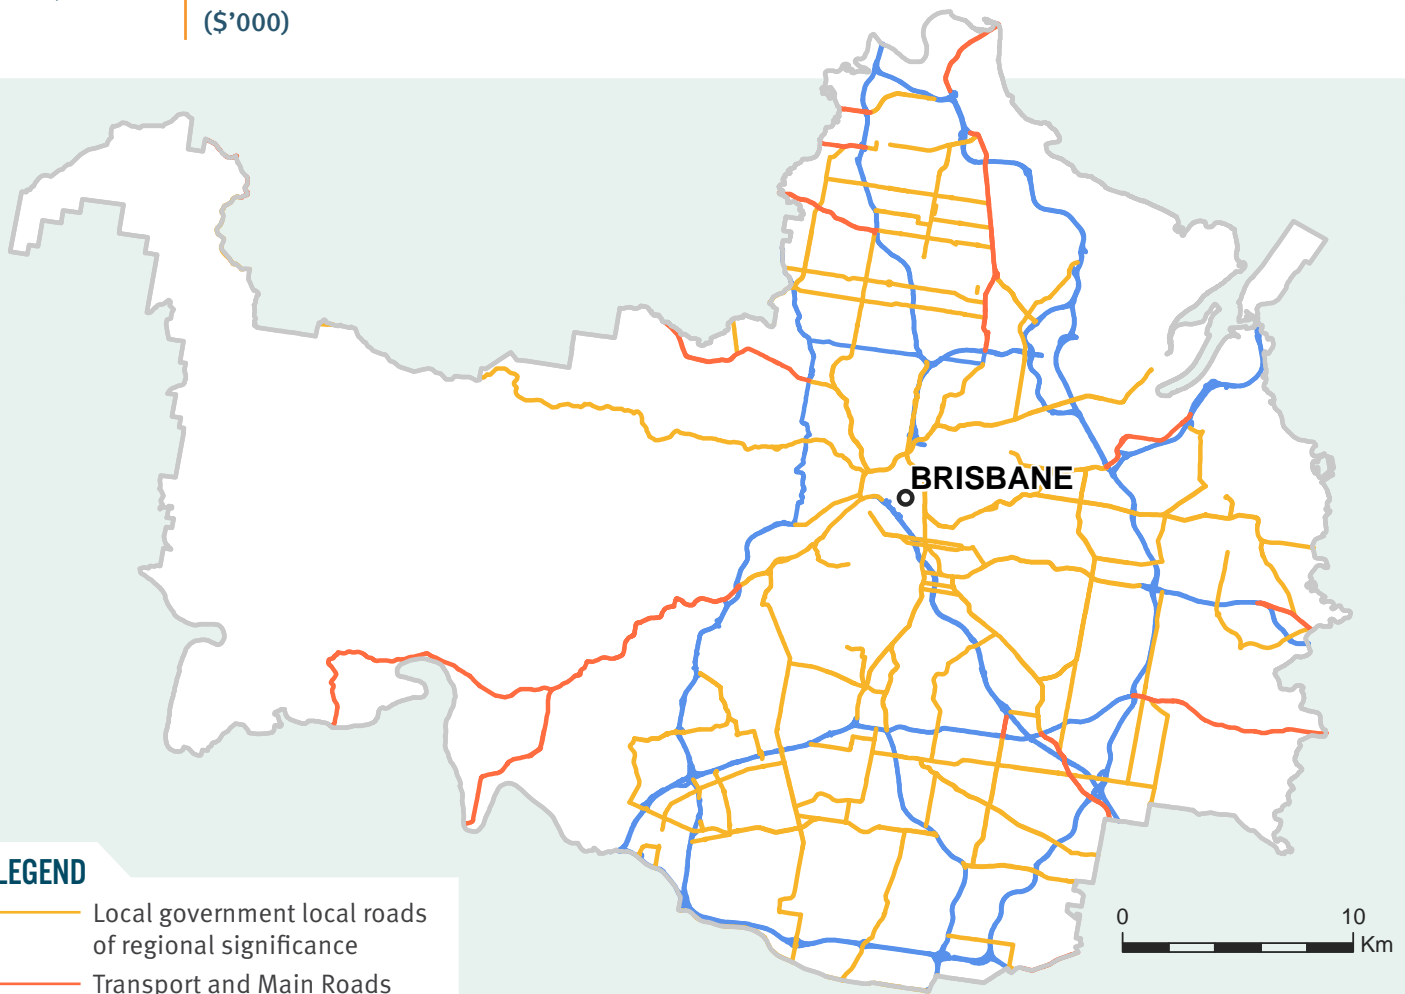 ($’000)
BRISBANE
LEGEND
Local government local roads
of regional significance
Transport and Main Roads
0 10
Km